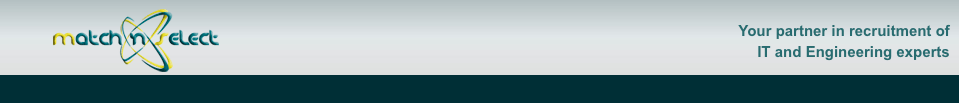 match n select
Your partner in recruitment of
IT and Engineering experts